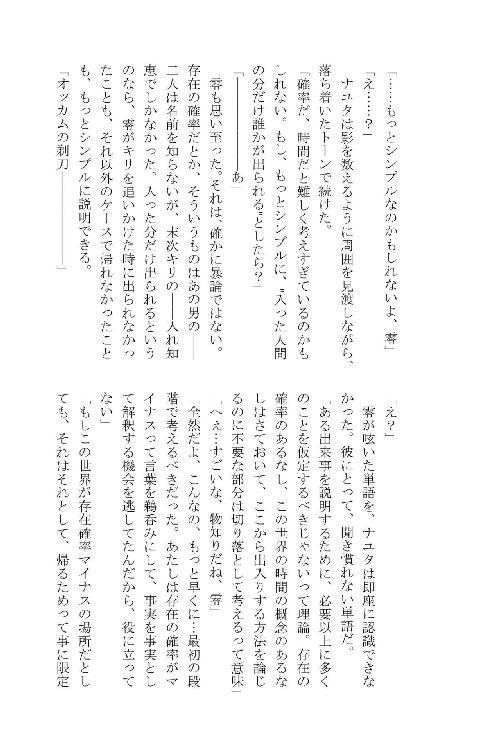 「……もっとシンプルなのかもしれないよ、零」
「え……？」
　ナユタは影を数えるように周囲を見渡しながら、
落ち着いたトーンで続けた。
「確率だ、時間だと難しく考えすぎているのかも
しれない。もし、もっとシンプルに、〝入った人間
の分だけ誰かが出られる〟としたら？」
「――――――あ」
　零も思い至った。それは、確かに暴論ではない。
存在の確率だとか、そういうものはあの男の――
二人は名前を知らないが、末次キリの――入れ知
恵でしかなかった。入った分だけ出られるという
のなら、零がキリを追いかけた時に出られなかっ
たことも、それ以外のケースで帰れなかったこと
も、もっとシンプルに説明できる。
「オッカムの剃刀――――――」
「え？」
　零が呟いた単語を、ナユタは即座に認識できな
かった。彼にとって、聞き慣れない単語だ。
「ある出来事を説明するために、必要以上に多く
のことを仮定するべきじゃないって理論。存在の
確率のあるなし、この世界の時間の概念のあるな
しはさておいて、ここから出入りする方法を論じ
るのに不要な部分は切り落として考えるって意味」
「へぇ…すごいな、物知りだね、零」
「全然だよ、こんなの、もっと早くに…最初の段
階で考えるべきだった。あたしは存在の確率がマ
イナスって言葉を鵜呑みにして、事実を事実とし
て解釈する機会を逃してたんだから、役に立って
ない」
「もしこの世界が存在確率マイナスの場所だとし
ても、それはそれとして、帰るためって事に限定